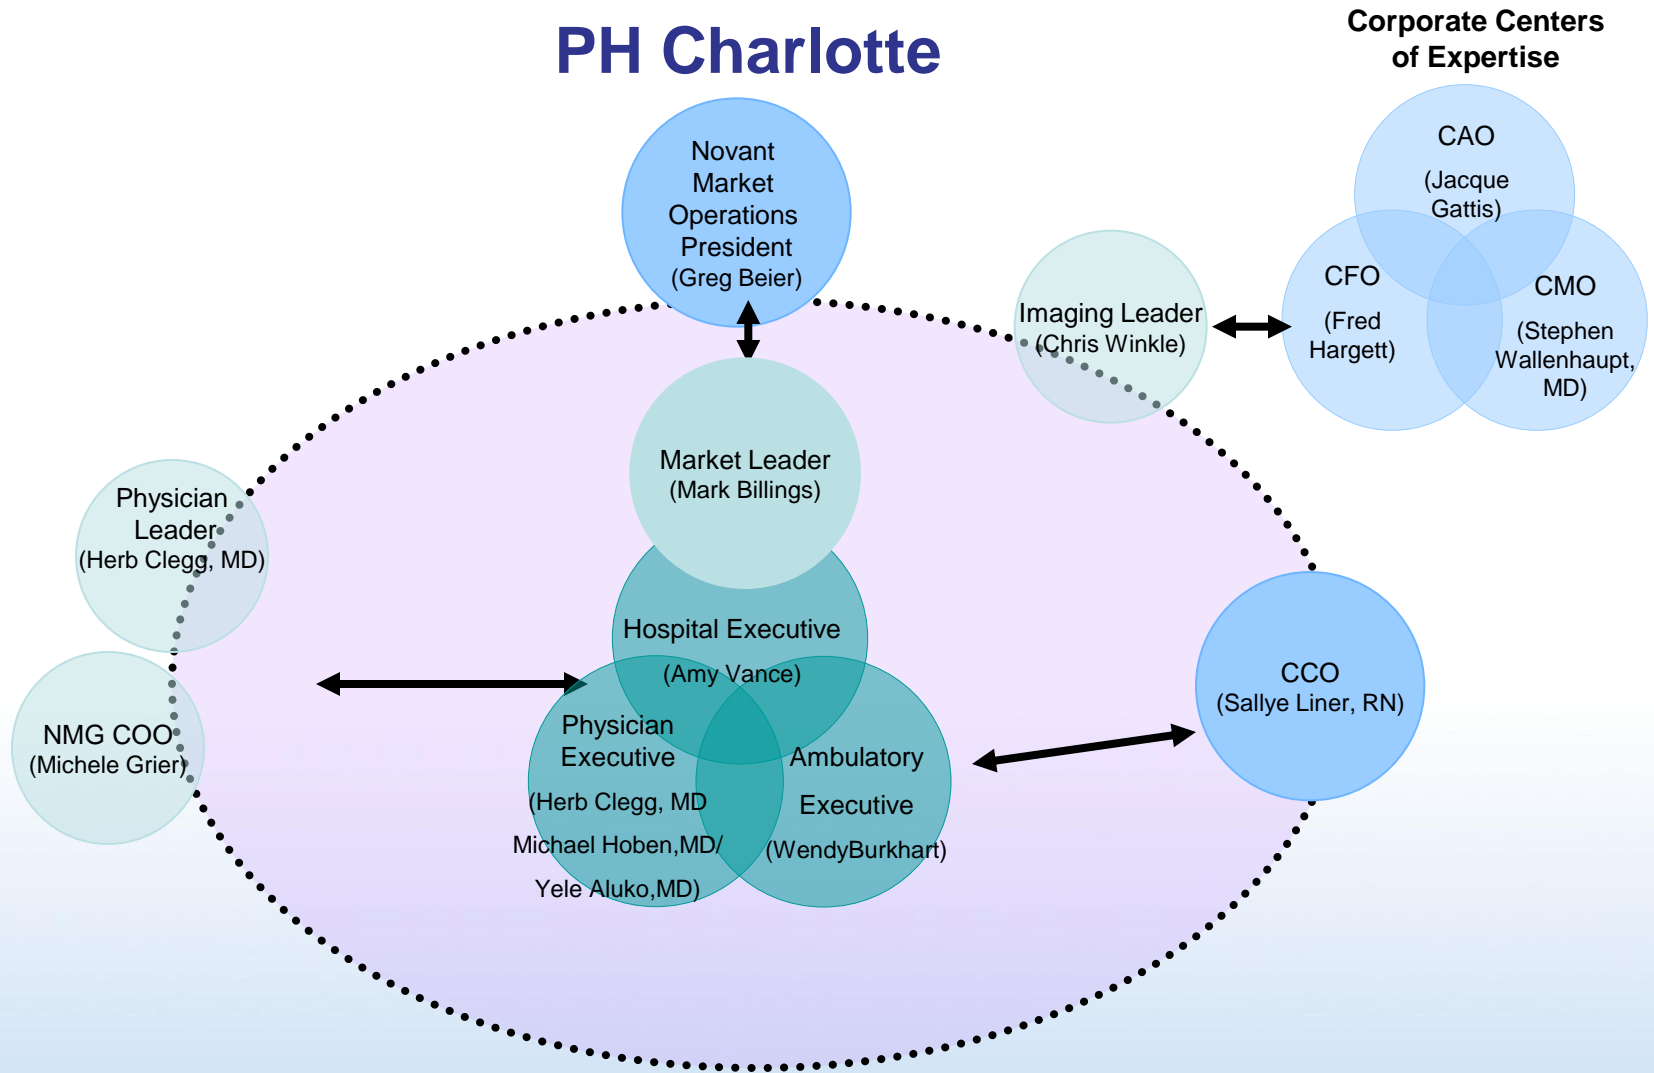 PH Charlotte
Corporate Centers
of Expertise
Novant
Market
Operations
President
(Greg Beier)
CAO
(Jacque
Gattis)
CFO
(Fred
Hargett)
CMO
(Stephen
Wallenhaupt,
MD)
Imaging Leader
(Chris Winkle)
Market Leader
(Mark Billings)
Physician
Leader
(Herb Clegg, MD)
Hospital Executive
(Amy Vance)
NMG COO
(Michele Grier)
Physician
Executive
(Herb Clegg, MD
Michael Hoben,MD/
Yele Aluko,MD)
Ambulatory
Executive
(WendyBurkhart)
CCO
(Sallye Liner, RN)